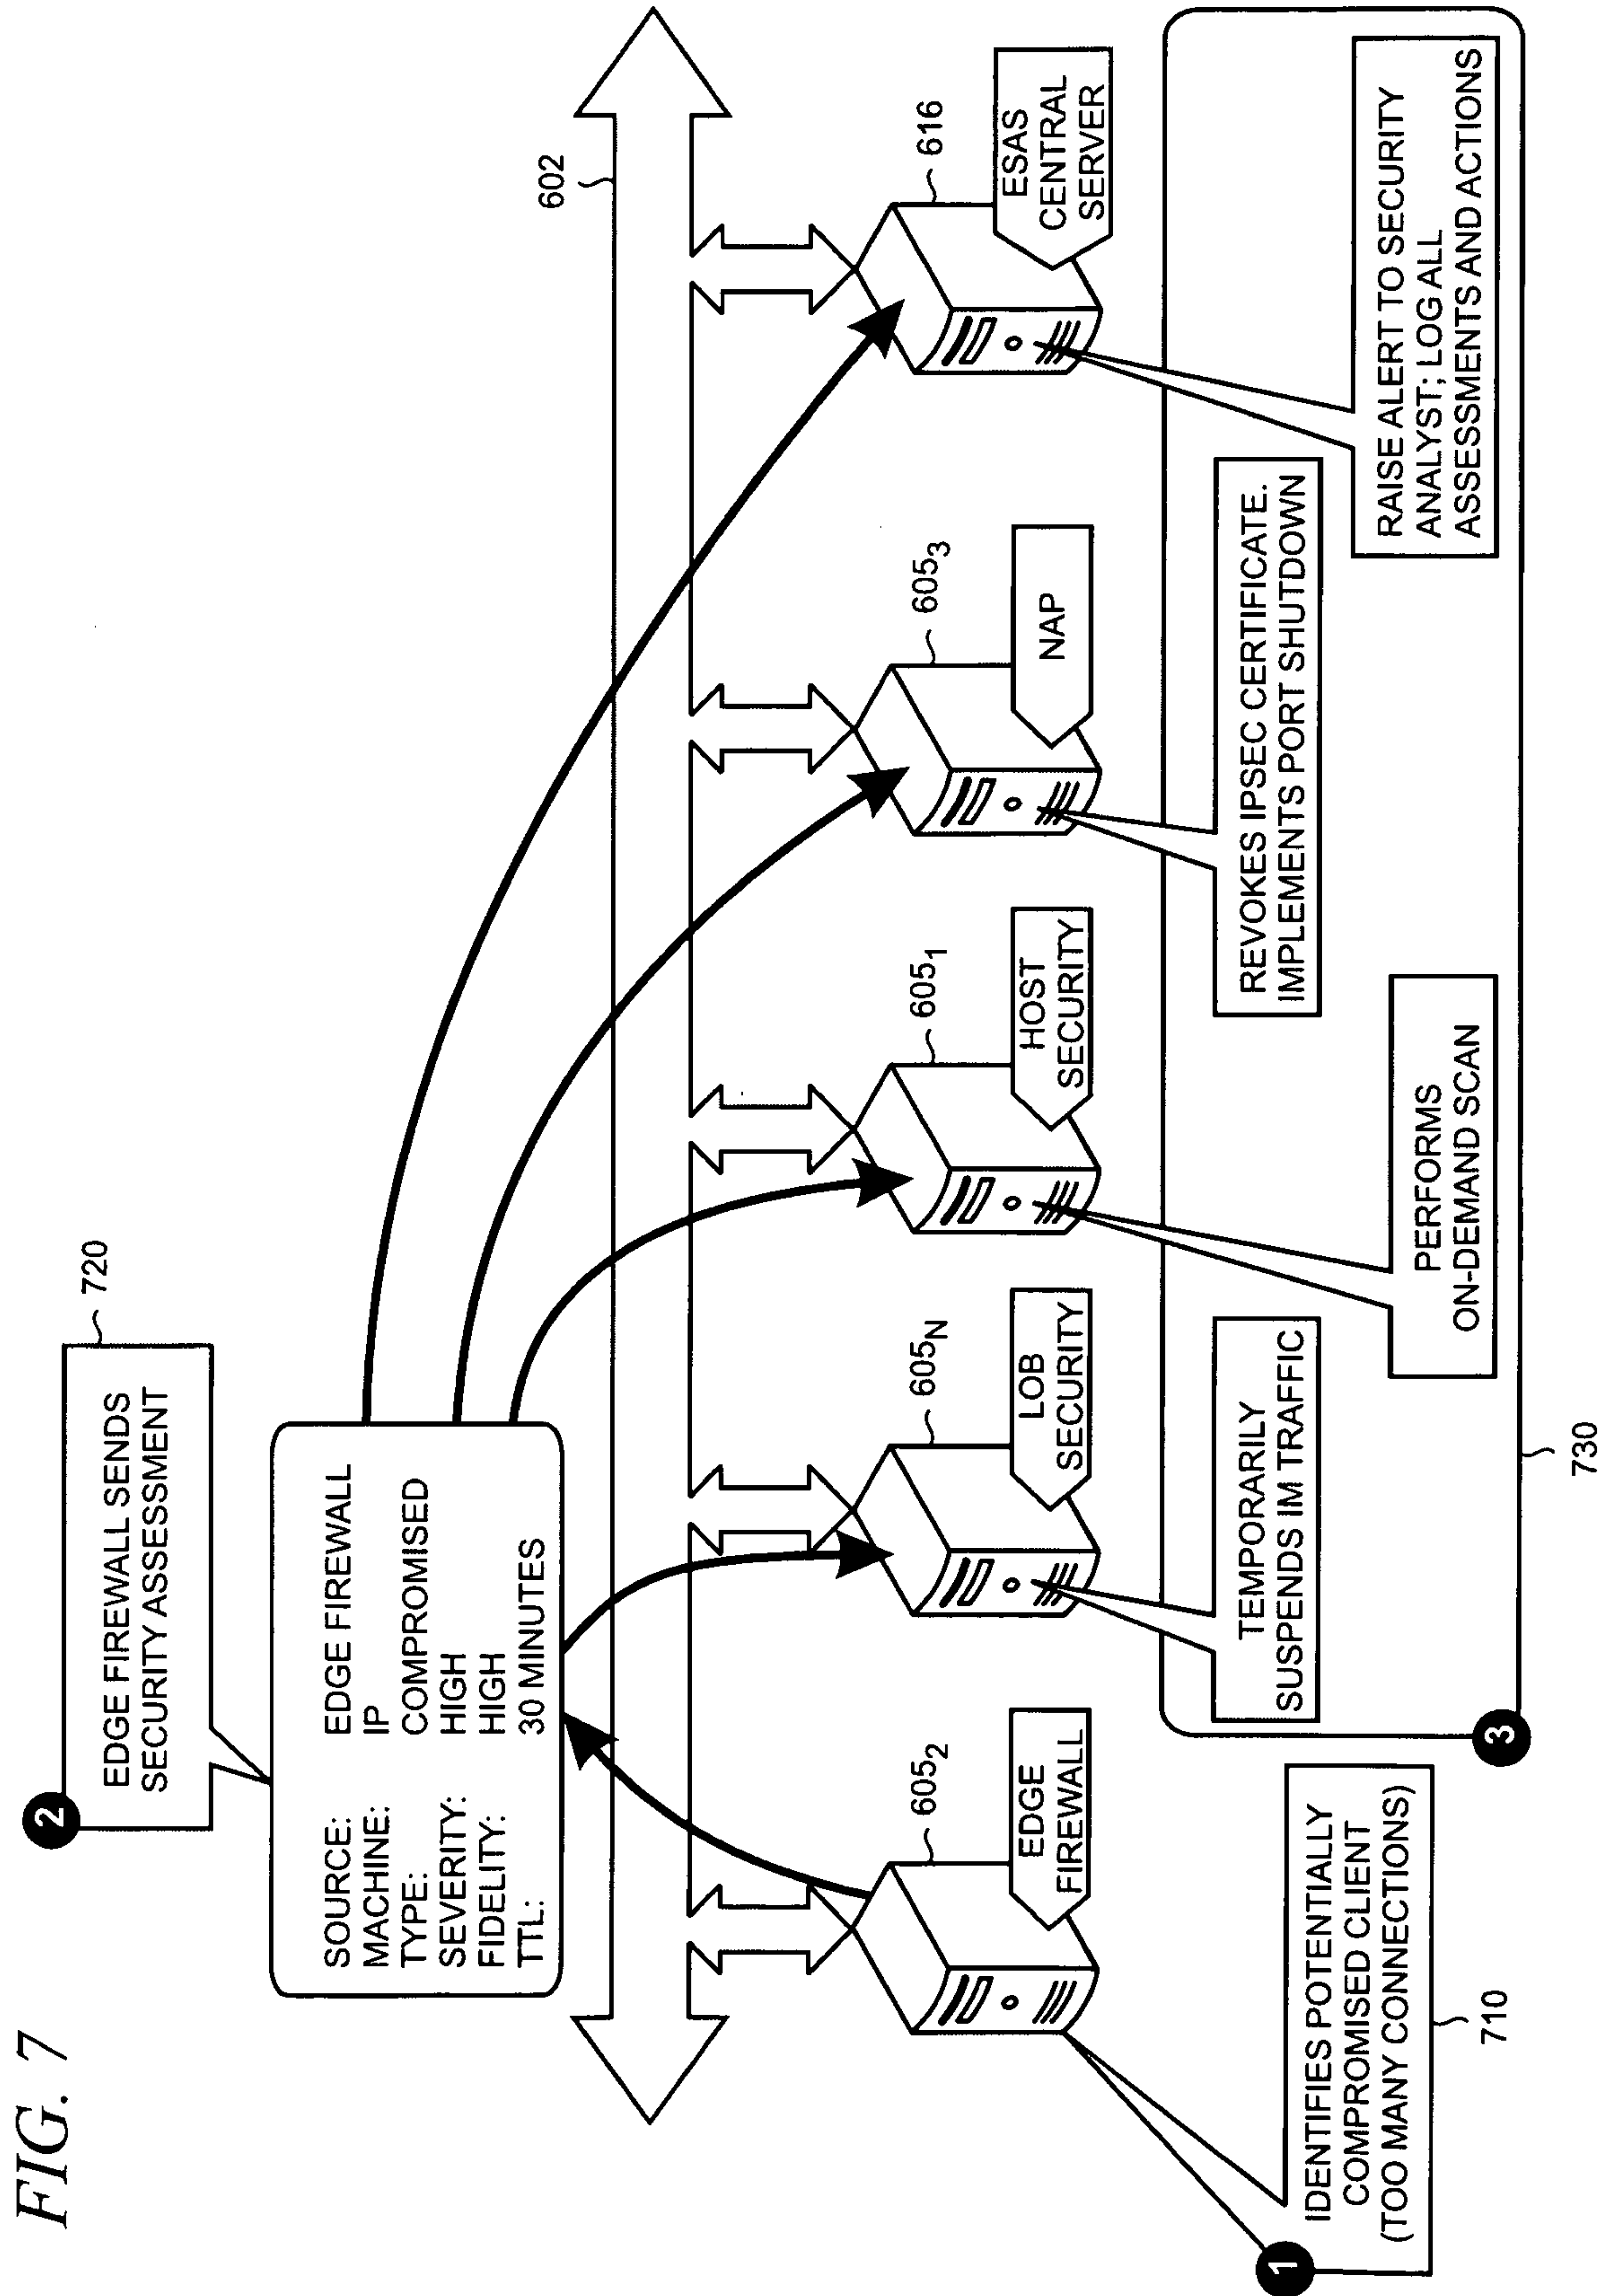 FIG. 7
2
EDGE FIREWALL SENDS
SECURITY ASSESSMENT
720
SOURCE: EDGE FIREWALL
MACHINE: IP
TYPE: COMPROMISED
SEVERITY: HIGH
FIDELITY: HIGH
TTL: 30 MINUTES
602
605₂
EDGE
FIREWALL
605N
LOB
SECURITY
605₁
HOST
SECURITY
605₃
NAP
616
ESAS
CENTRAL
SERVER
1
IDENTIFIES POTENTIALLY
COMPROMISED CLIENT
(TOO MANY CONNECTIONS)
710
3
TEMPORARILY
SUSPENDS IM TRAFFIC
PERFORMS
ON-DEMAND SCAN
REVOKES IPSEC CERTIFICATE.
IMPLEMENTS PORT SHUTDOWN
RAISE ALERT TO SECURITY
ANALYST; LOG ALL
ASSESSMENTS AND ACTIONS
730